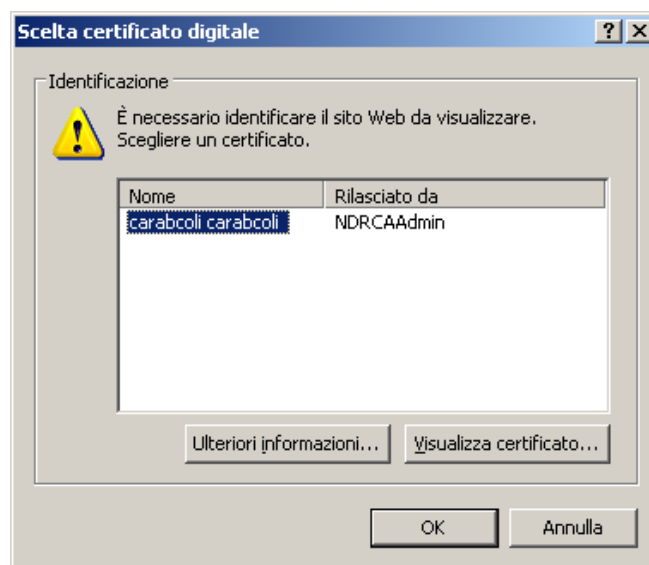 Scelta certificato digitale
Identificazione
È necessario identificare il sito Web da visualizzare.
Scegliere un certificato.
Nome Rilasciato da
carabcoli carabcoli NDRCAAdmin
Ulteriori informazioni... Visualizza certificato...
OK Annulla